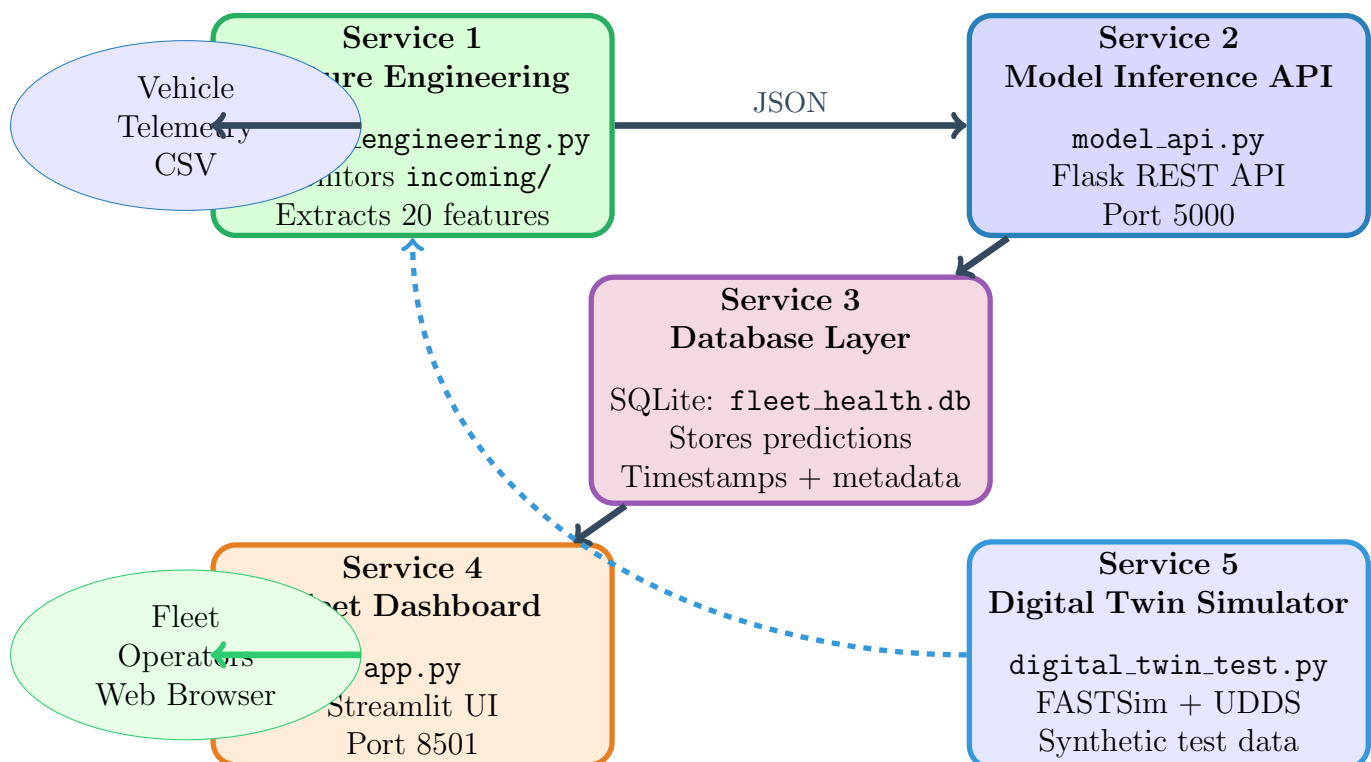 Vehicle
Telemetry
CSV
Service 1
ure Engineering
_engineering.py
nitors incoming/
Extracts 20 features
JSON
Service 2
Model Inference API
model_api.py
Flask REST API
Port 5000
Service 3
Database Layer
SQLite: fleet_health.db
Stores predictions
Timestamps + metadata
Fleet
Operators
Web Browser
Service 4
eet Dashboard
app.py
Streamlit UI
Port 8501
Service 5
Digital Twin Simulator
digital_twin_test.py
FASTSim + UDDS
Synthetic test data